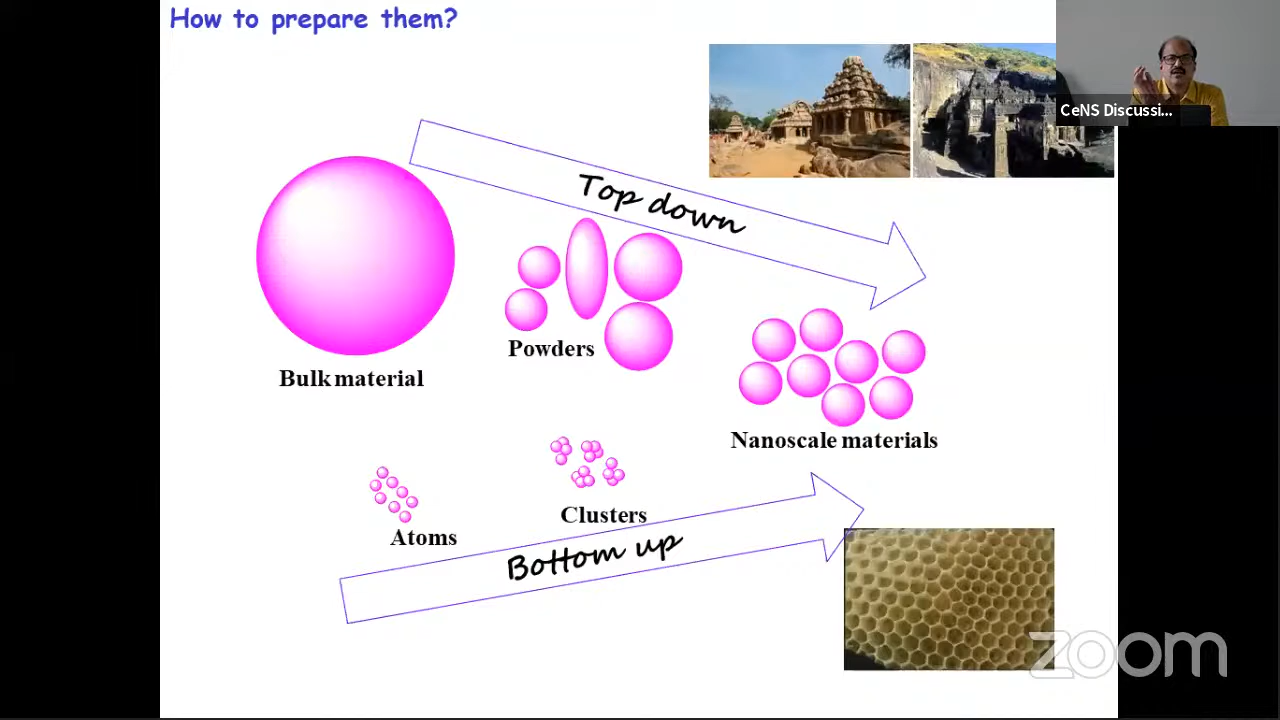 How to prepare them?
CeNS Discussi...
Top down
Powders
Bulk material
Nanoscale materials
Clusters
Atoms
Bottom up
zoom